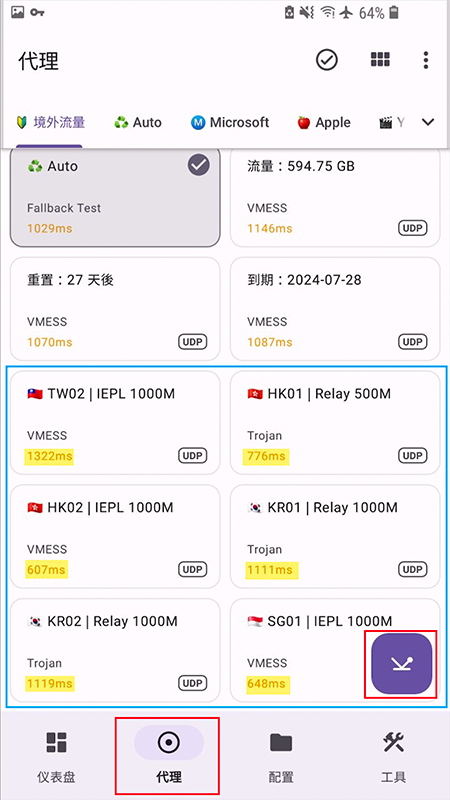 64%
代理
境外流量 Auto Microsoft Apple Y
Auto
Fallback Test
1029ms
流量：594.75 GB
VMESS
1146ms UDP
重置：27 天後
VMESS
1070ms UDP
到期：2024-07-28
VMESS
1087ms UDP
TW02 | IEPL 1000M
VMESS
1322ms UDP
HK01 | Relay 500M
Trojan
776ms UDP
HK02 | IEPL 1000M
VMESS
607ms UDP
KR01 | Relay 1000M
Trojan
1111ms UDP
KR02 | Relay 1000M
Trojan
1119ms UDP
SG01 | IEPL 1000M
VMESS
648ms
仪表盘 代理 配置 工具